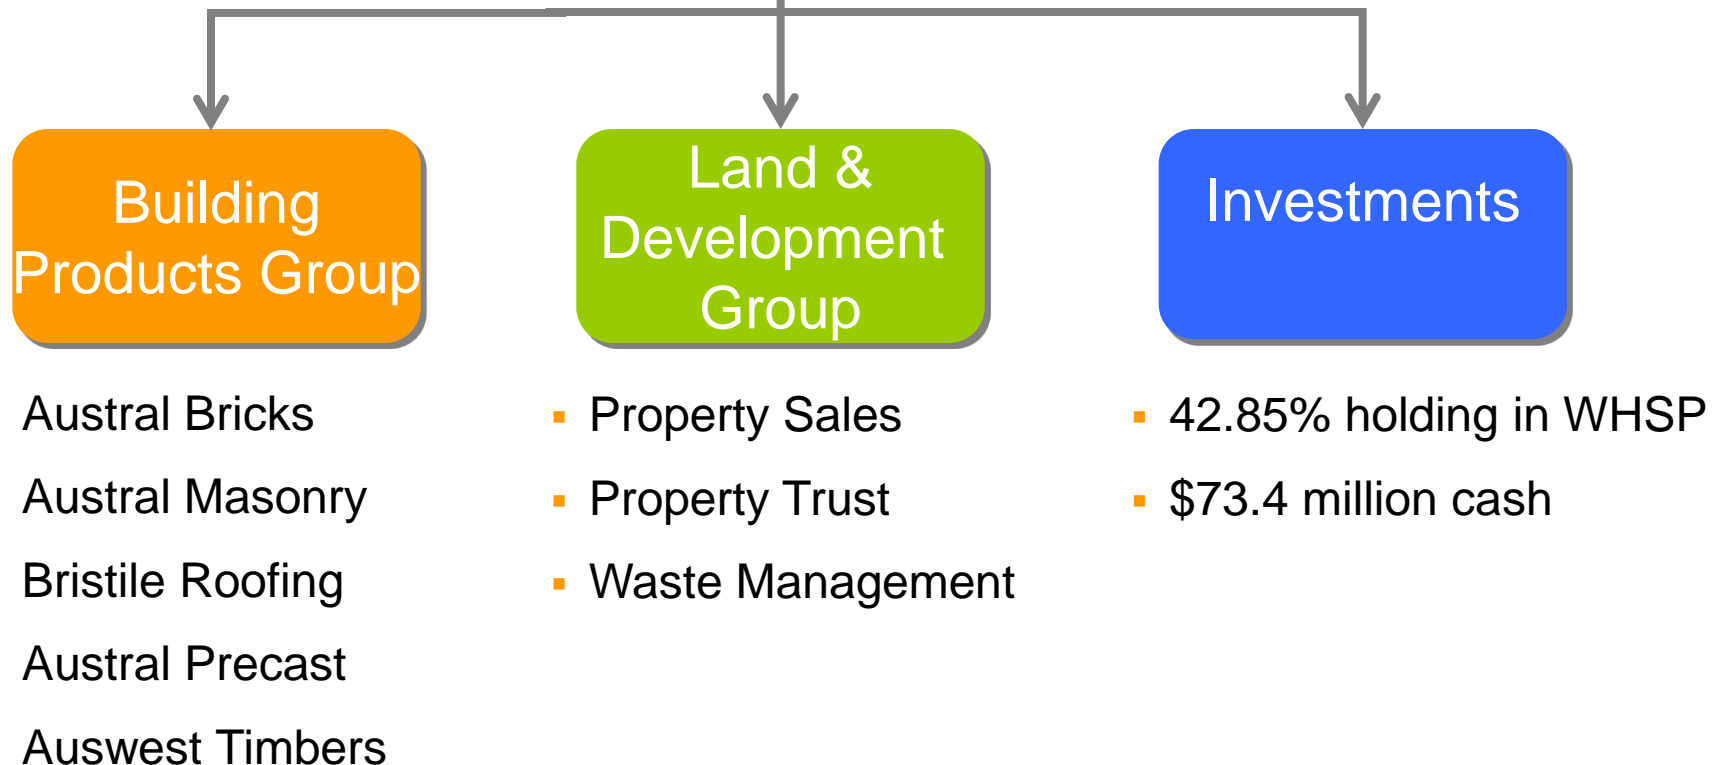 Building
Products Group
Land &
Development
Group
Investments
Austral Bricks
Austral Masonry
Bristile Roofing
Austral Precast
Auswest Timbers
▪ Property Sales
▪ Property Trust
▪ Waste Management
▪ 42.85% holding in WHSP
▪ $73.4 million cash